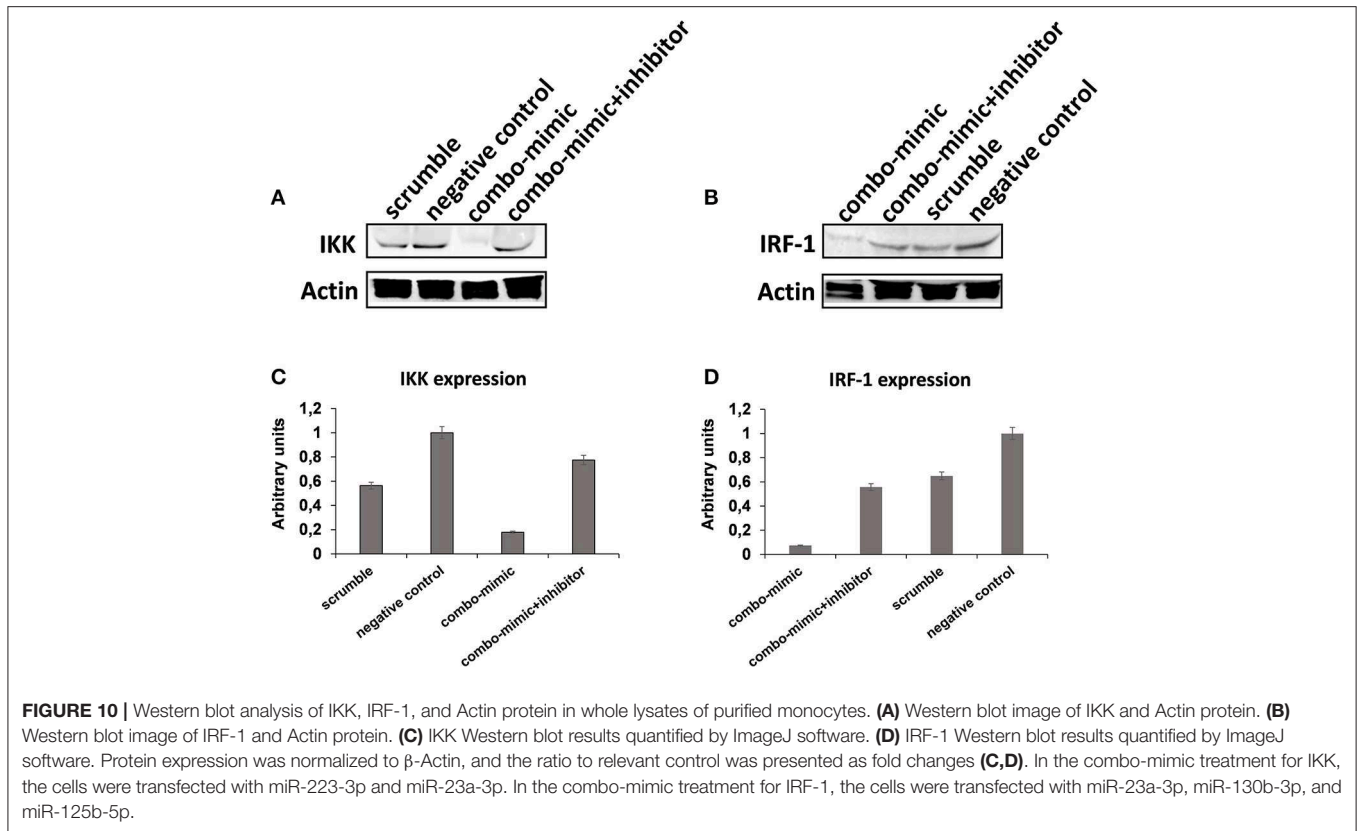 A
scrumble
negative control
combo-mimic
combo-mimic+inhibitor
IKK
Actin
B
combo-mimic
combo-mimic+inhibitor
scrumble
negative control
IRF-1
Actin
C
IKK expression
Arbitrary units
1,2
1
0,8
0,6
0,4
0,2
0
scrumble
negative control
combo-mimic
combo-mimic+inhibitor
D
IRF-1 expression
Arbitrary units
1,2
1
0,8
0,6
0,4
0,2
0
combo-mimic
combo-mimic+inhibitor
scrumble
negative control
FIGURE 10 | Western blot analysis of IKK, IRF-1, and Actin protein in whole lysates of purified monocytes. (A) Western blot image of IKK and Actin protein. (B)
Western blot image of IRF-1 and Actin protein. (C) IKK Western blot results quantified by ImageJ software. (D) IRF-1 Western blot results quantified by ImageJ
software. Protein expression was normalized to β-Actin, and the ratio to relevant control was presented as fold changes (C,D). In the combo-mimic treatment for IKK,
the cells were transfected with miR-223-3p and miR-23a-3p. In the combo-mimic treatment for IRF-1, the cells were transfected with miR-23a-3p, miR-130b-3p, and
miR-125b-5p.